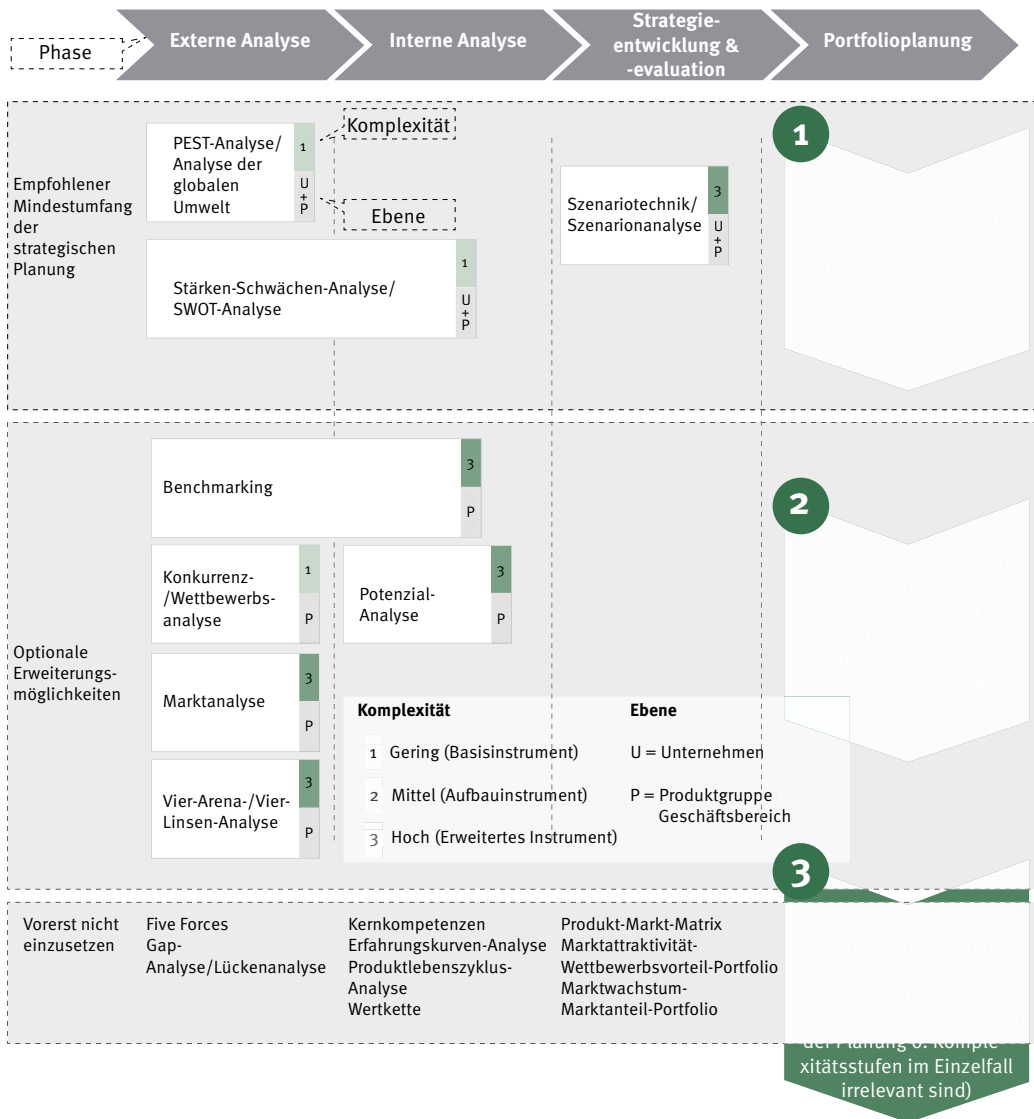 Phase
Externe Analyse
Interne Analyse
Strategie-
entwicklung &
-evaluation
Portfolioplanung
Empfohlener
Mindestumfang
der
strategischen
Planung
PEST-Analyse/
Analyse der
globalen
Umwelt
1
U
+
P
Komplexität
Ebene
Stärken-Schwächen-Analyse/
SWOT-Analyse
1
U
+
P
Szenariotechnik/
Szenarionanalyse
3
U
+
P
1
Optionale
Erweiterungs-
möglichkeiten
Benchmarking
3
P
Konkurrenz-
/Wettbewerbs-
analyse
1
P
Potenzial-
Analyse
3
P
Marktanalyse
3
P
Vier-Arena-/Vier-
Linsen-Analyse
3
P
Komplexität
1 Gering (Basisinstrument)
2 Mittel (Aufbauinstrument)
3 Hoch (Erweitertes Instrument)
Ebene
U = Unternehmen
P = Produktgruppe
Geschäftsbereich
2
3
Vorerst nicht
einzusetzen
Five Forces
Gap-
Analyse/Lückenanalyse
Kernkompetenzen
Erfahrungskurven-Analyse
Produktlebenszyklus-
Analyse
Wertkette
Produkt-Markt-Matrix
Marktattraktivität-
Wettbewerbsvorteil-Portfolio
Marktwachstum-
Marktanteil-Portfolio
der Planung o. Komple-
xitätsstufen im Einzelfall
irrelevant sind)